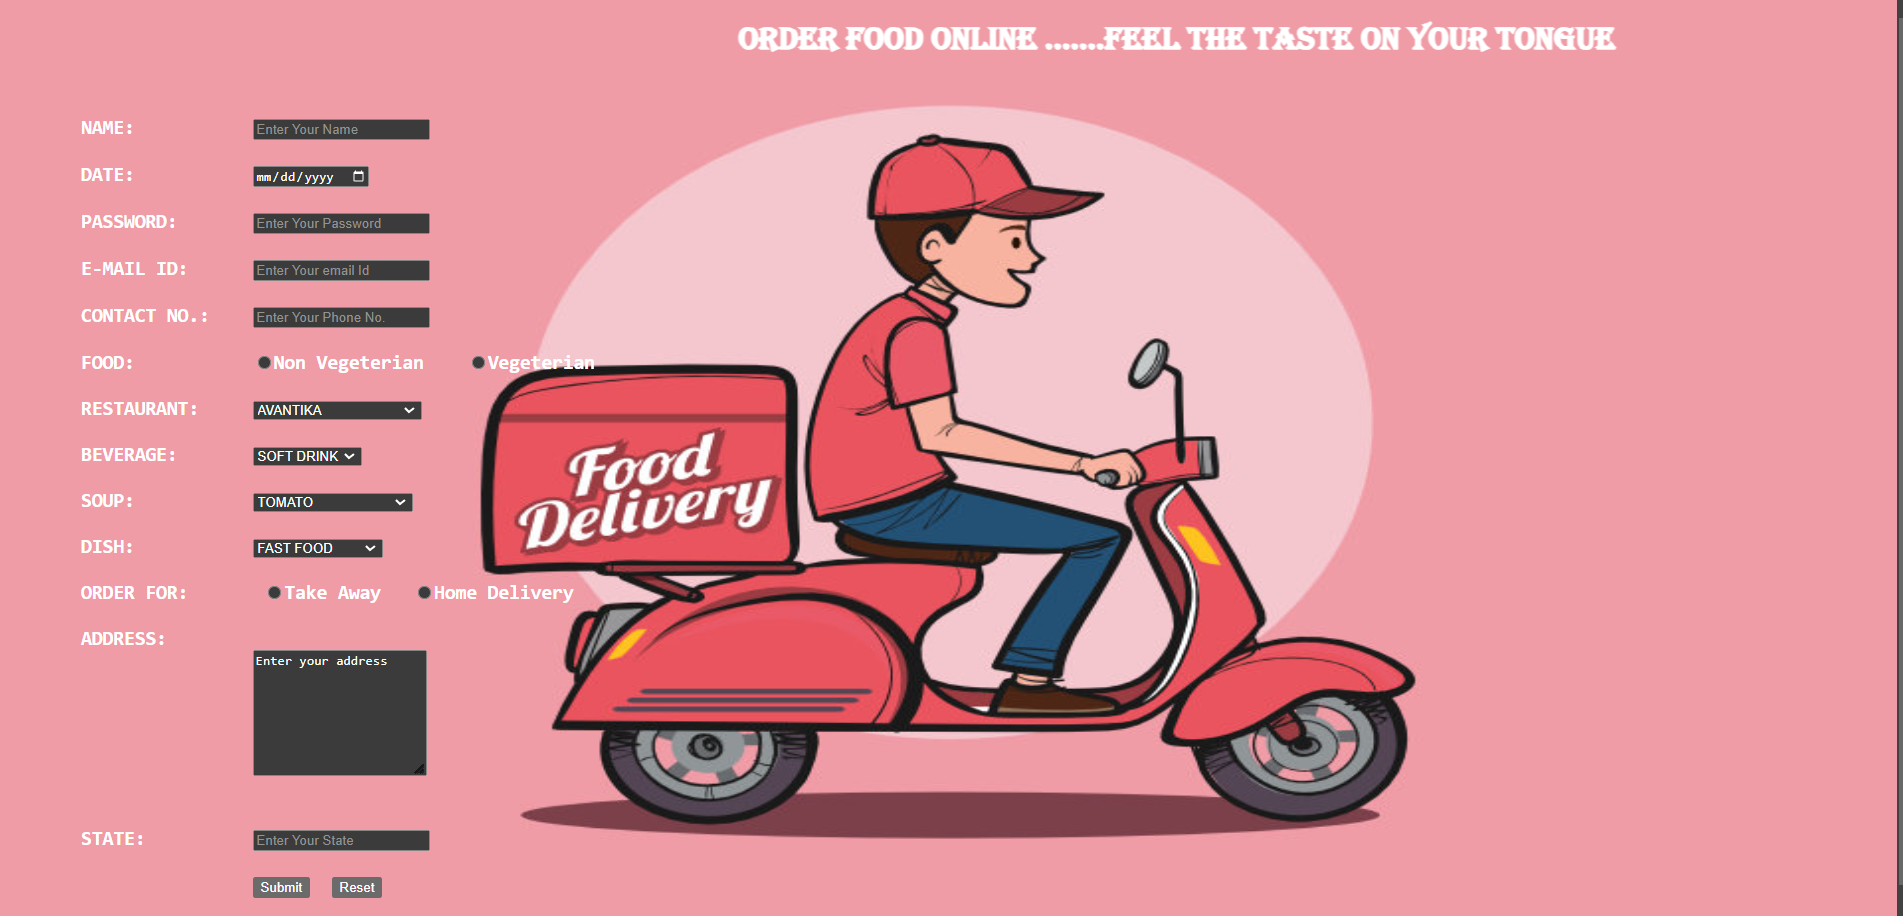 ORDER FOOD ONLINE .......FEEL THE TASTE ON YOUR TONGUE
NAME: Enter Your Name
DATE: mm/dd/yyyy
PASSWORD: Enter Your Password
E-MAIL ID: Enter Your email Id
CONTACT NO.: Enter Your Phone No.
FOOD: Non Vegeterian Vegeterian
RESTAURANT: AVANTIKA
BEVERAGE: SOFT DRINK
SOUP: TOMATO
DISH: FAST FOOD
Food
Delivery
ORDER FOR: Take Away Home Delivery
ADDRESS:
Enter your address
STATE: Enter Your State
Submit Reset